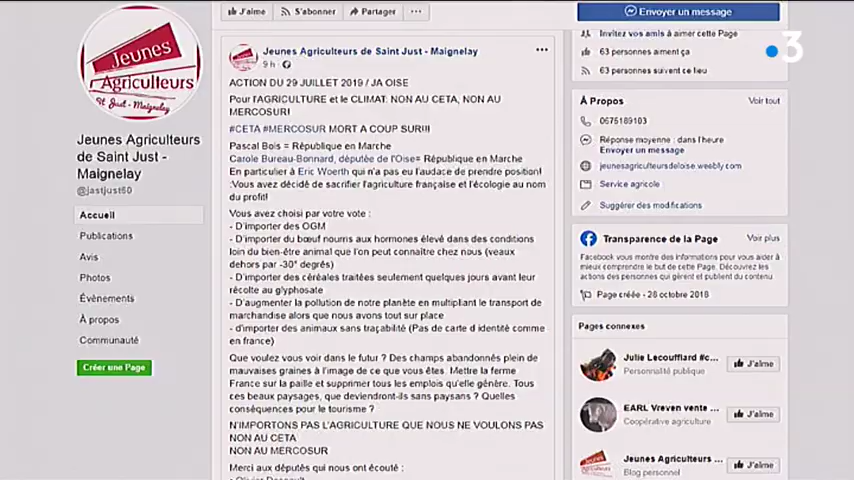 J'aime
S'abonner
Partager
Envoyer un message
3
Jeunes
Agriculteurs
St Just - Maignelay
Jeunes Agriculteurs
de Saint Just -
Maignelay
@jastjust60
Accueil
Publications
Avis
Photos
Évènements
À propos
Communauté
Créer une Page
Jeunes Agriculteurs de Saint Just - Maignelay
9 h
ACTION DU 29 JUILLET 2019 / JA OISE
Pour l'AGRICULTURE et le CLIMAT: NON AU CETA, NON AU
MERCOSUR!
#CETA #MERCOSUR MORT A COUP SUR!!!
Pascal Bois = République en Marche
Carole Bureau-Bonnard, députée de l'Oise= République en Marche
En particulier à Eric Woerth qui n'a pas eu l'audace de prendre position!
:Vous avez décidé de sacrifier l'agriculture française et l'écologie au nom
du profit!
Vous avez choisi par votre vote :
- D'importer des OGM
- D'importer du bœuf nourris aux hormones élevé dans des conditions
loin du bien-être animal que l'on peut connaître chez nous (veaux
dehors par -30° degrés)
- D'importer des céréales traitées seulement quelques jours avant leur
récolte au glyphosate
- D'augmenter la pollution de notre planète en multipliant le transport de
marchandise alors que nous avons tout sur place
- d'importer des animaux sans traçabilité (Pas de carte d identité comme
en france)
Que voulez vous voir dans le futur ? Des champs abandonnés plein de
mauvaises graines à l'image de ce que vous êtes. Mettre la ferme
France sur la paille et supprimer tous les emplois qu'elle génère. Tous
ces beaux paysages, que deviendront-ils sans paysans ? Quelles
conséquences pour le tourisme ?
N'IMPORTONS PAS L'AGRICULTURE QUE NOUS NE VOULONS PAS
NON AU CETA
NON AU MERCOSUR
Merci aux députés qui nous ont écouté :
Invitez vos amis à aimer cette Page
63 personnes aiment ça
63 personnes suivent ce lieu
À Propos
Voir tout
0675189103
Réponse moyenne : dans l'heure
Envoyer un message
jeunesagriculteursdeloise.weebly.com
Service agricole
Suggérer des modifications
Transparence de la Page
Voir plus
Facebook vous montre des informations pour vous aider à
mieux comprendre le but de cette Page. Découvrez les
actions des personnes qui gèrent et publient du contenu
Page créée - 28 octobre 2018
Pages connexes
Julie Lecoufflard #c...
Personnalité publique
J'aime
EARL Vreven vente ...
Coopérative agriculture
J'aime
Jeunes Agriculteurs ...
Blog personnel
J'aime